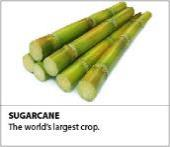 SUGARCANE
The world's largest crop.